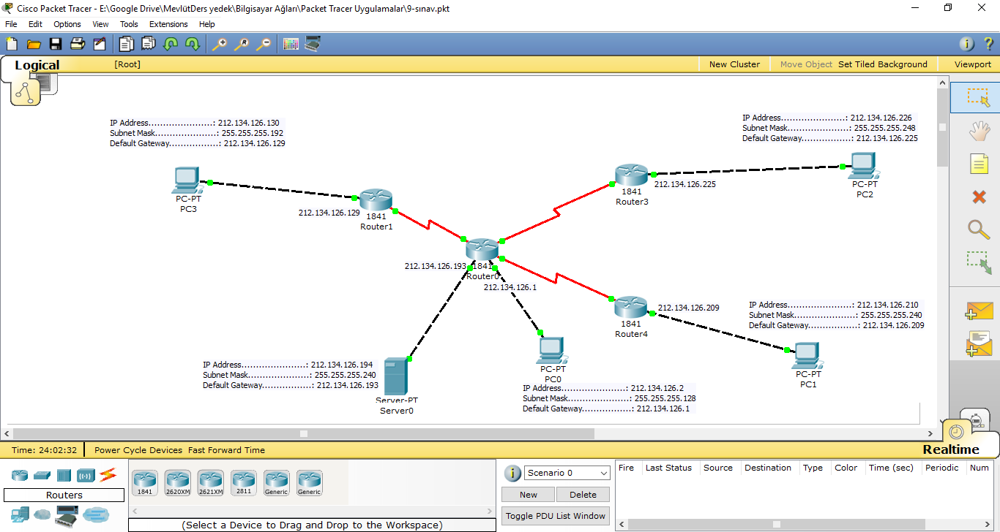 Cisco Packet Tracer - E:\Google Drive\MevlütDers yedek\Bilgisayar Ağları\Packet Tracer Uygulamalar\9-sınav.pkt
File Edit Options View Tools Extensions Help
Logical [Root] New Cluster Move Object Set Tiled Background Viewport
IP Address......................: 212.134.126.130
Subnet Mask.....................: 255.255.255.192
Default Gateway.................: 212.134.126.129
IP Address......................: 212.134.126.226
Subnet Mask.....................: 255.255.255.248
Default Gateway.................: 212.134.126.225
PC-PT
PC3
212.134.126.129
1841
Router1
1841
Router3
212.134.126.225
PC-PT
PC2
212.134.126.193
1841
Router0
212.134.126.1
1841
Router4
212.134.126.209
IP Address......................: 212.134.126.210
Subnet Mask.....................: 255.255.255.240
Default Gateway.................: 212.134.126.209
PC-PT
PC1
IP Address......................: 212.134.126.194
Subnet Mask.....................: 255.255.255.240
Default Gateway.................: 212.134.126.193
Server-PT
Server0
PC-PT
PC0
IP Address......................: 212.134.126.2
Subnet Mask.....................: 255.255.255.128
Default Gateway.................: 212.134.126.1
Time: 24:02:32 Power Cycle Devices Fast Forward Time Realtime
Routers
1841 2620XM 2621XM 2811 Generic Generic
(Select a Device to Drag and Drop to the Workspace)
Scenario 0
New Delete
Toggle PDU List Window
Fire Last Status Source Destination Type Color Time (sec) Periodic Num